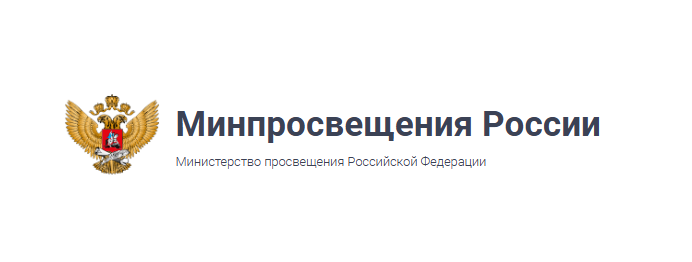 Минпросвещения России
Министерство просвещения Российской Федерации